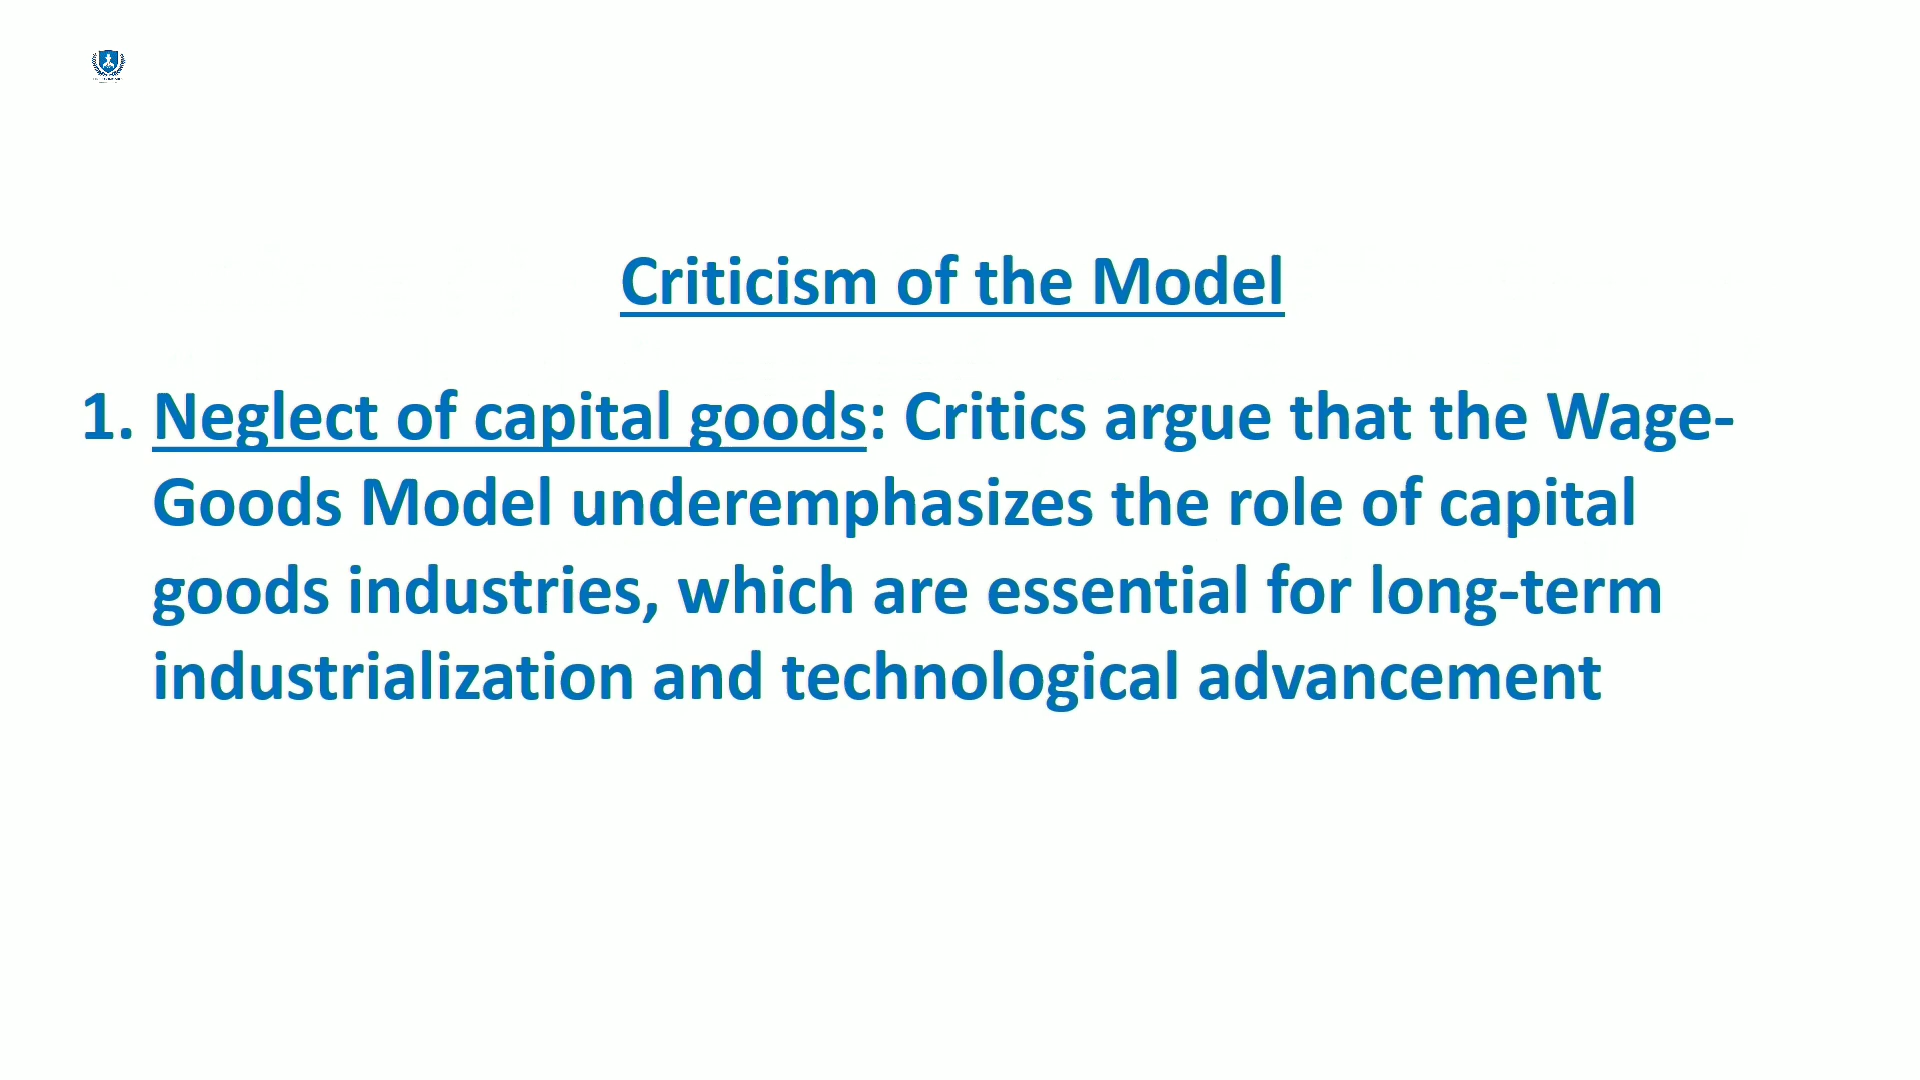 Criticism of the Model
1. Neglect of capital goods: Critics argue that the Wage-
Goods Model underemphasizes the role of capital
goods industries, which are essential for long-term
industrialization and technological advancement